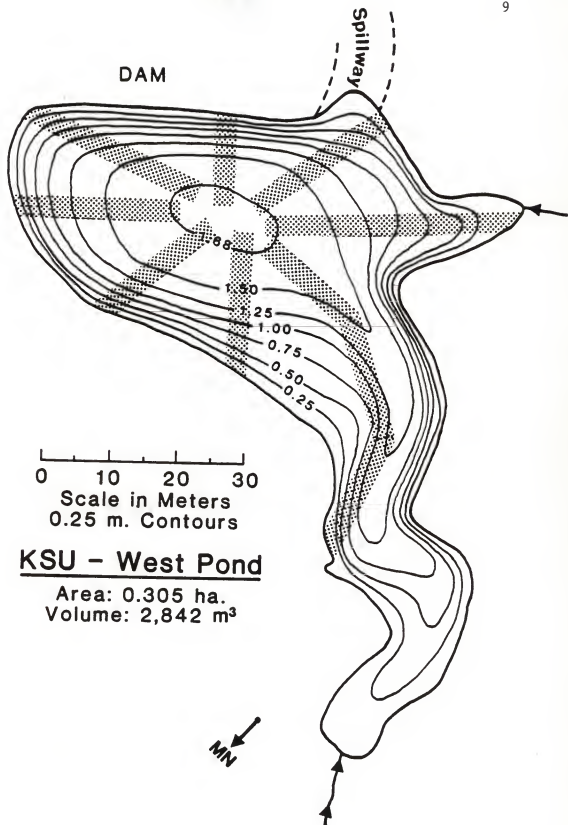 9
Spillway
DAM
1.68
1.50
1.25
1.00
0.75
0.50
0.25
0 10 20 30
Scale in Meters
0.25 m. Contours
KSU – West Pond
Area: 0.305 ha.
Volume: 2,842 m³
MN